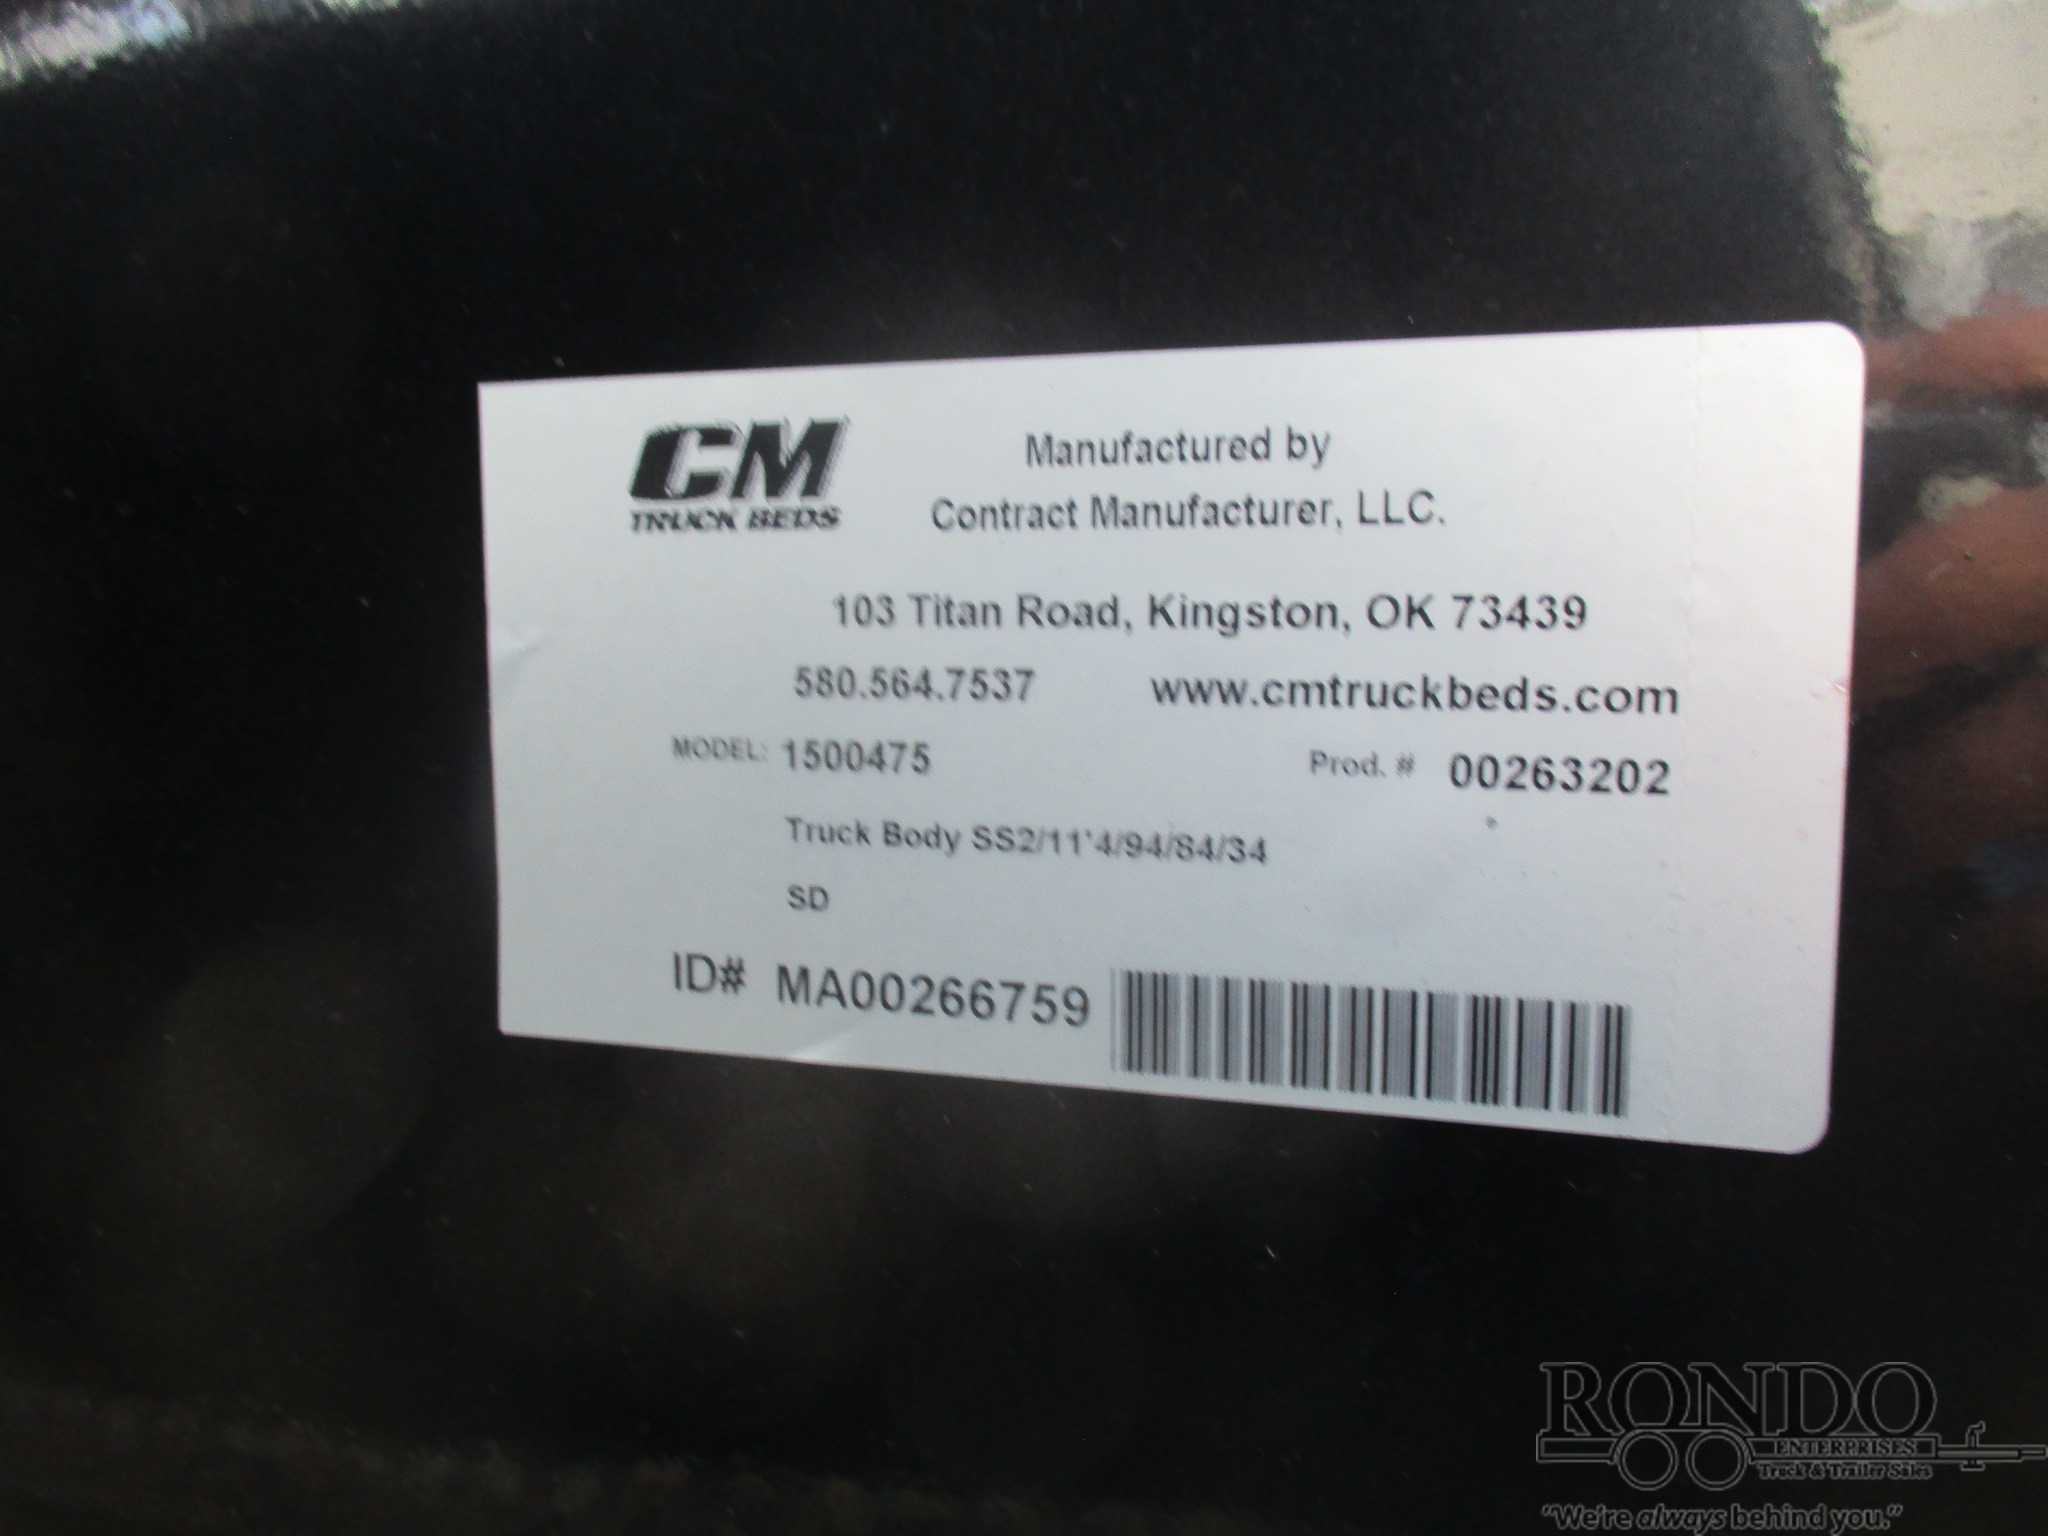 CM
TRUCK BEDS
Manufactured by
Contract Manufacturer, LLC.
103 Titan Road, Kingston, OK 73439
580.564.7537 www.cmtruckbeds.com
MODEL: 1500475 Prod. # 00263202
Truck Body SS2/11'4/94/84/34
SD
ID# MA00266759
RONDO
ENTERPRISES
Truck & Trailer Sales
"We're always behind you."